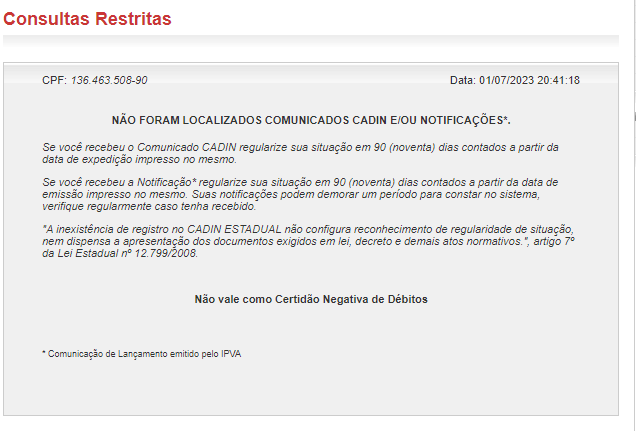 Consultas Restritas
CPF: 136.463.508-90
Data: 01/07/2023 20:41:18
NÃO FORAM LOCALIZADOS COMUNICADOS CADIN E/OU NOTIFICAÇÕES*.
Se você recebeu o Comunicado CADIN regularize sua situação em 90 (noventa) dias contados a partir da
data de expedição impresso no mesmo.
Se você recebeu a Notificação* regularize sua situação em 90 (noventa) dias contados a partir da data de
emissão impresso no mesmo. Suas notificações podem demorar um período para constar no sistema,
verifique regularmente caso tenha recebido.
"A inexistência de registro no CADIN ESTADUAL não configura reconhecimento de regularidade de situação,
nem dispensa a apresentação dos documentos exigidos em lei, decreto e demais atos normativos.", artigo 7º
da Lei Estadual nº 12.799/2008.
Não vale como Certidão Negativa de Débitos
* Comunicação de Lançamento emitido pelo IPVA